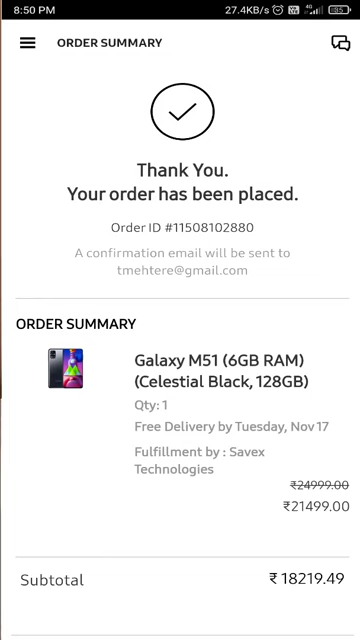 8:50 PM 27.4KB/s 4G 85
ORDER SUMMARY
Thank You.
Your order has been placed.
Order ID #11508102880
A confirmation email will be sent to
tmehtere@gmail.com
ORDER SUMMARY
Galaxy M51 (6GB RAM)
(Celestial Black, 128GB)
Qty: 1
Free Delivery by Tuesday, Nov 17
Fulfillment by : Savex
Technologies
₹24999.00
₹21499.00
Subtotal ₹ 18219.49